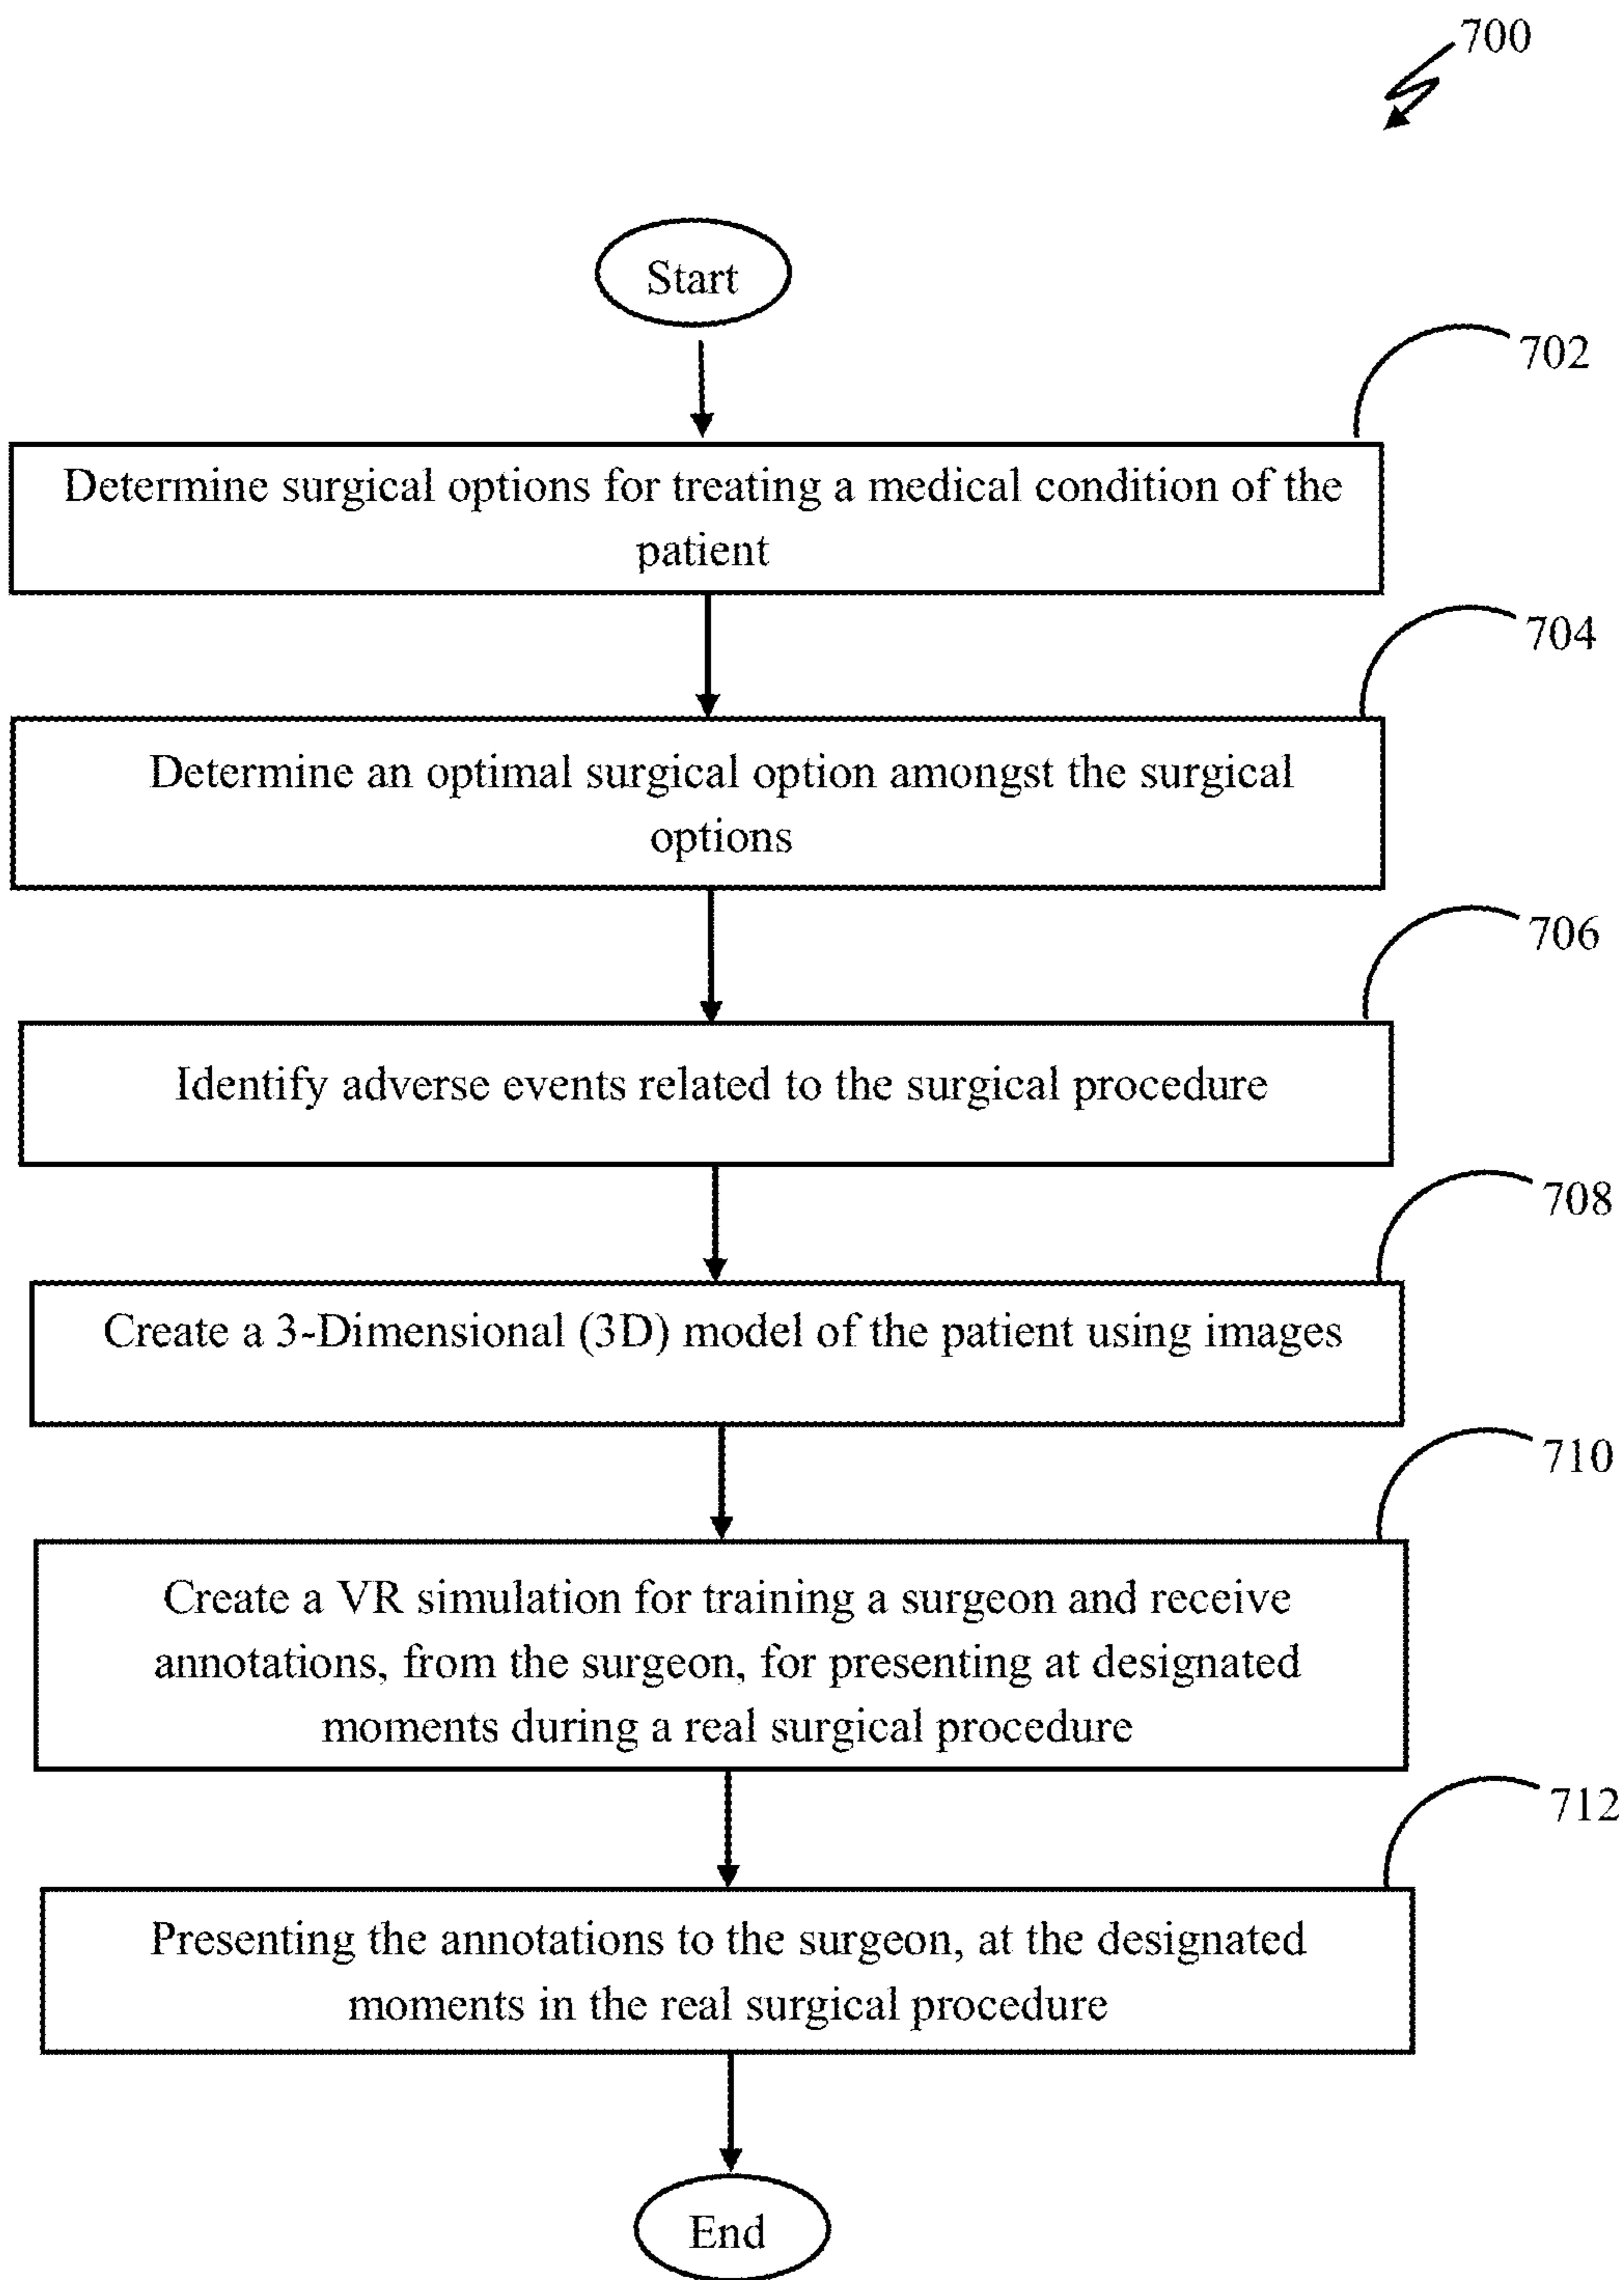 700
Start
702
Determine surgical options for treating a medical condition of the
patient
704
Determine an optimal surgical option amongst the surgical
options
706
Identify adverse events related to the surgical procedure
708
Create a 3-Dimensional (3D) model of the patient using images
710
Create a VR simulation for training a surgeon and receive
annotations, from the surgeon, for presenting at designated
moments during a real surgical procedure
712
Presenting the annotations to the surgeon, at the designated
moments in the real surgical procedure
End